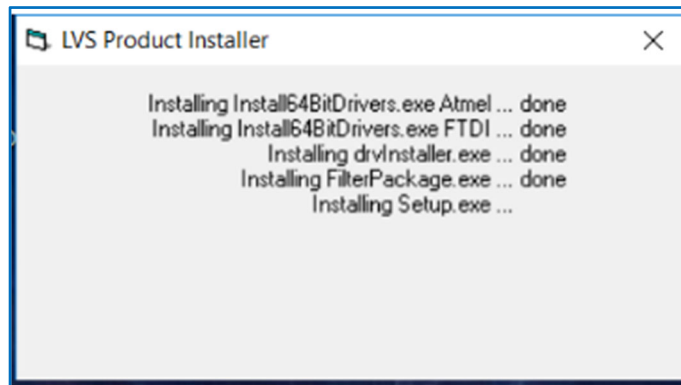 LVS Product Installer
Installing Install64BitDrivers.exe Atmel ... done
Installing Install64BitDrivers.exe FTDI ... done
Installing drvInstaller.exe ... done
Installing FilterPackage.exe ... done
Installing Setup.exe ...